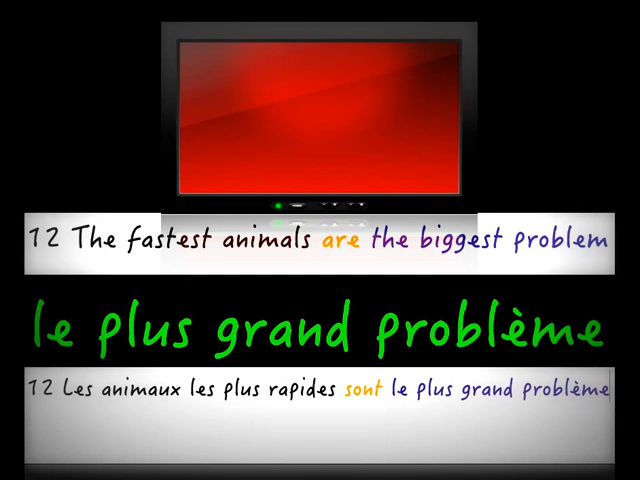 12 The fastest animals are the biggest problem
le plus grand problème
12 Les animaux les plus rapides sont le plus grand problème